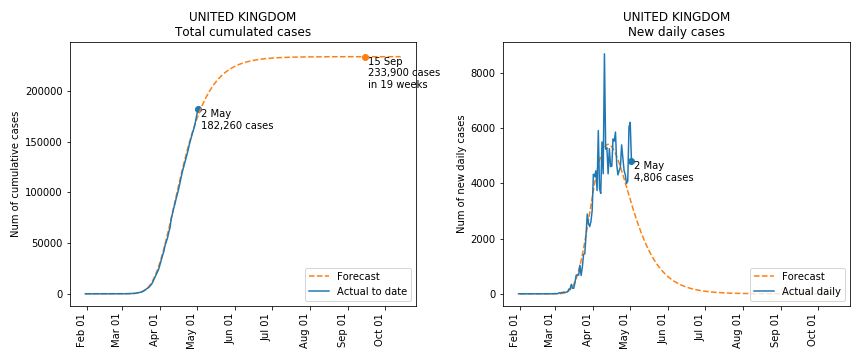 UNITED KINGDOM
Total cumulated cases
Num of cumulative cases
200000
150000
100000
50000
0
15 Sep
233,900 cases
in 19 weeks
2 May
182,260 cases
Forecast
Actual to date
Feb 01
Mar 01
Apr 01
May 01
Jun 01
Jul 01
Aug 01
Sep 01
Oct 01
UNITED KINGDOM
New daily cases
Num of new daily cases
8000
6000
4000
2000
0
2 May
4,806 cases
Forecast
Actual daily
Feb 01
Mar 01
Apr 01
May 01
Jun 01
Jul 01
Aug 01
Sep 01
Oct 01